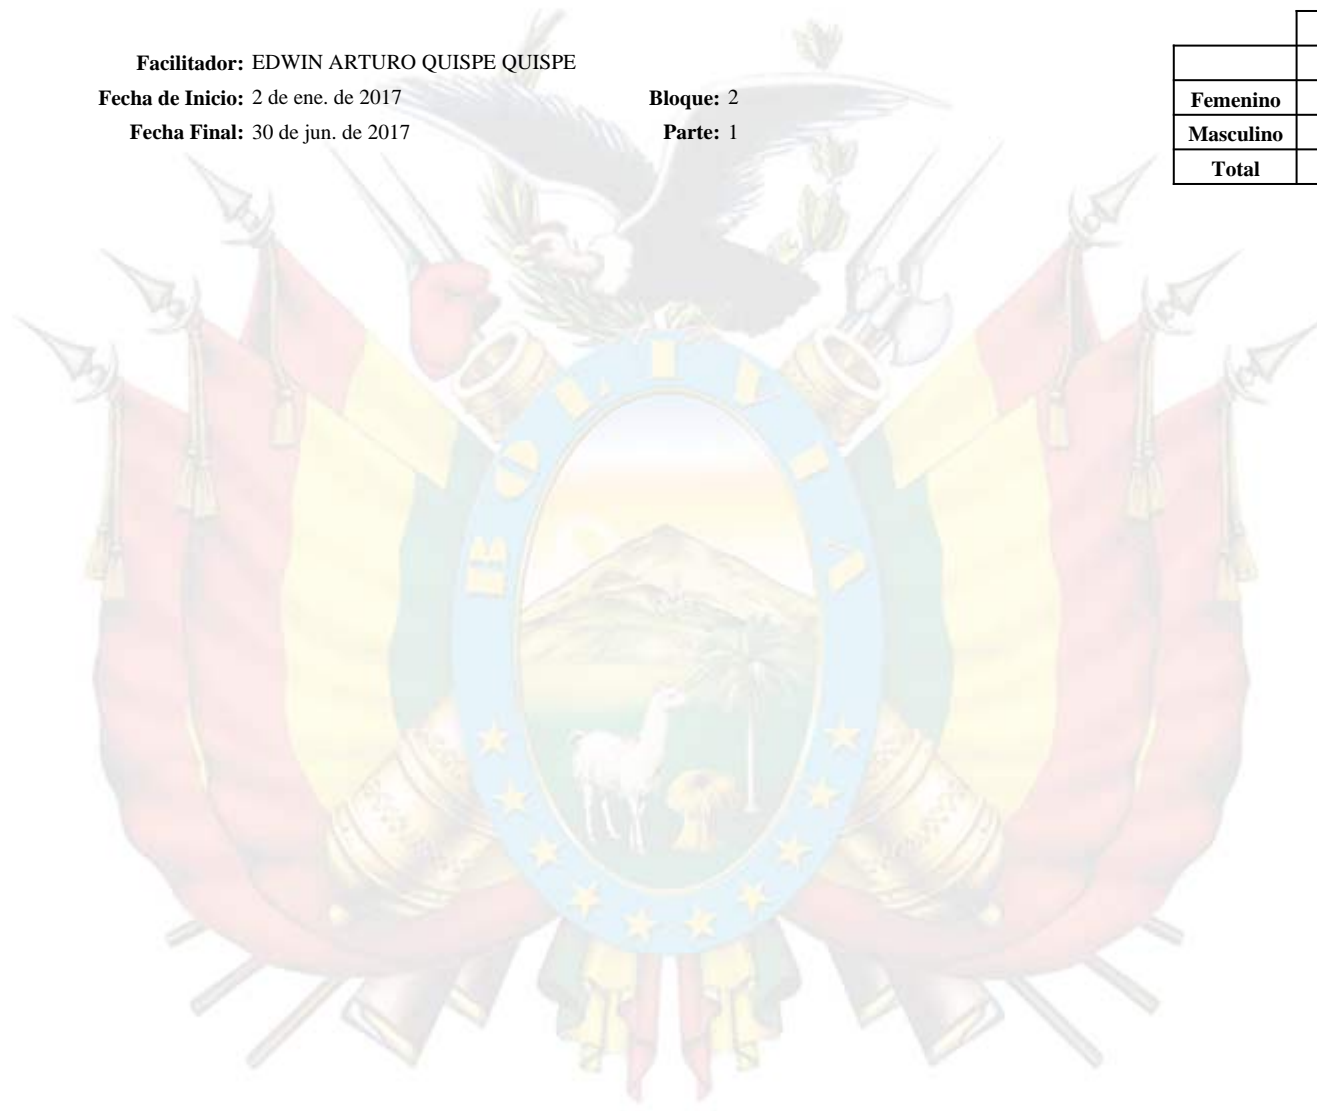 Facilitador: EDWIN ARTURO QUISPE QUISPE
Fecha de Inicio: 2 de ene. de 2017 Bloque: 2
Fecha Final: 30 de jun. de 2017 Parte: 1
Femenino
Masculino
Total
BOLIVIA